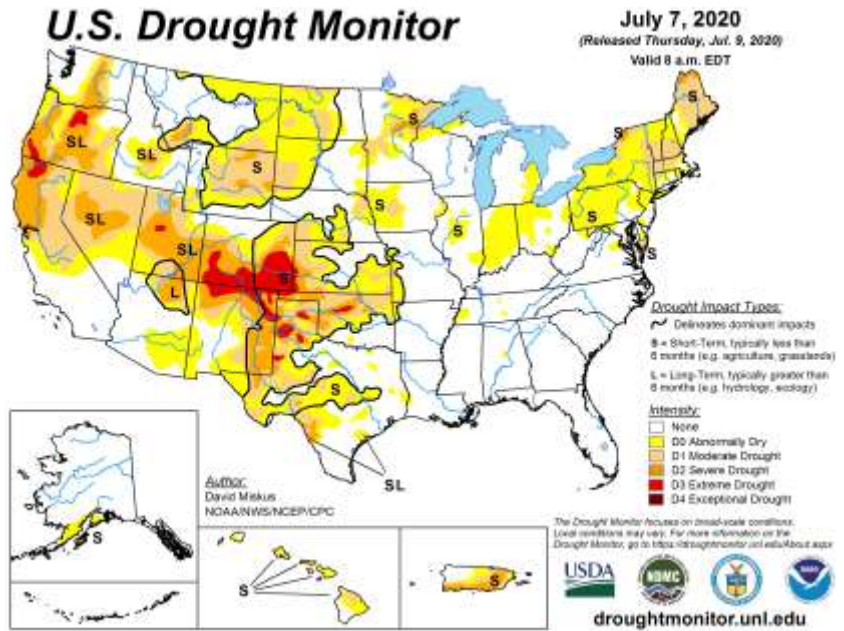 U.S. Drought Monitor
July 7, 2020
(Released Thursday, Jul. 9, 2020)
Valid 8 a.m. EDT
S
S
S
SL
SL
S
S
S
SL
S
SL
S
S
L
S
SL
Drought Impact Types:
Delineates dominant impacts
S = Short-Term, typically less than
6 months (e.g. agriculture, grasslands)
L = Long-Term, typically greater than
6 months (e.g. hydrology, ecology)
Intensity:
None
D0 Abnormally Dry
D1 Moderate Drought
D2 Severe Drought
D3 Extreme Drought
D4 Exceptional Drought
Author:
David Miskus
NOAA/NWS/NCEP/CPC
S
S
S
The Drought Monitor focuses on broad-scale conditions.
Local conditions may vary. For more information on the
Drought Monitor, go to https://droughtmonitor.unl.edu/About.aspx
USDA
NDMC
NOAA
droughtmonitor.unl.edu